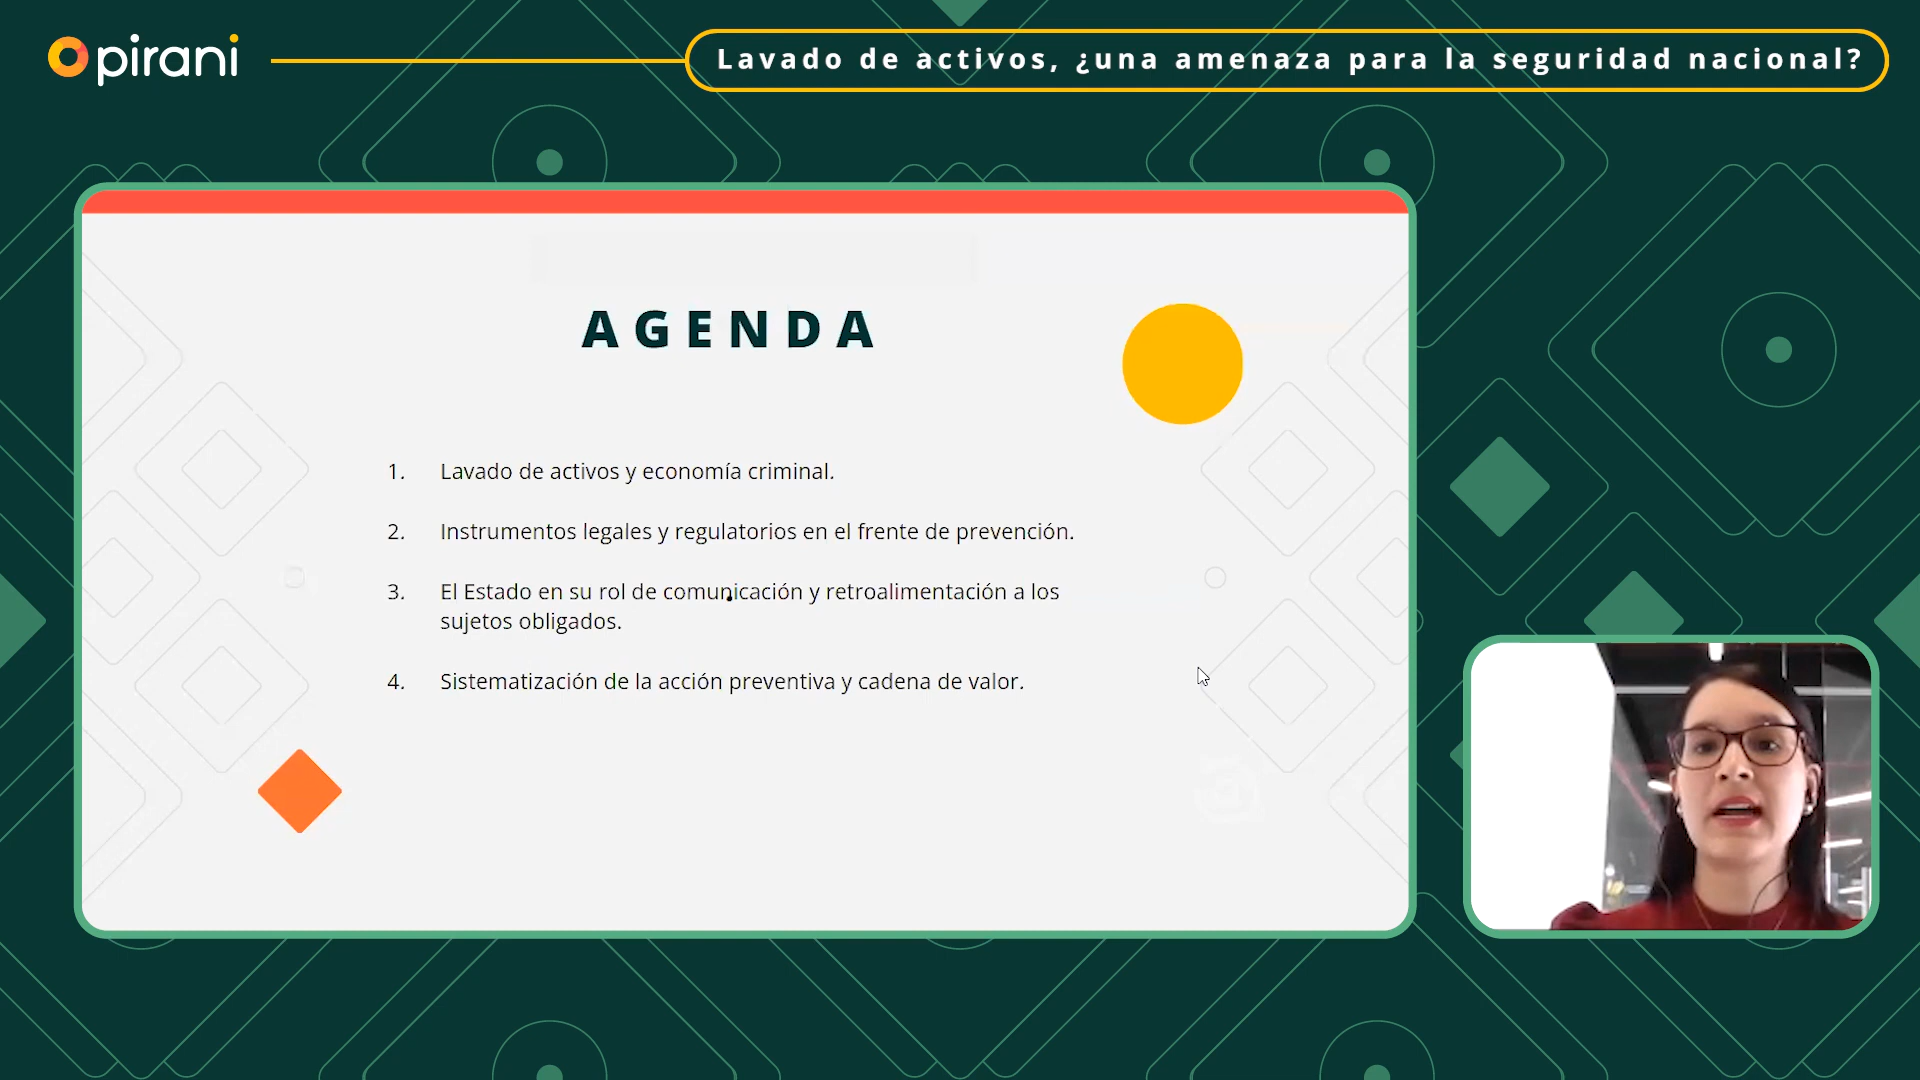 pirani
Lavado de activos, ¿una amenaza para la seguridad nacional?
AGENDA
1. Lavado de activos y economía criminal.
2. Instrumentos legales y regulatorios en el frente de prevención.
3. El Estado en su rol de comunicación y retroalimentación a los
sujetos obligados.
4. Sistematización de la acción preventiva y cadena de valor.